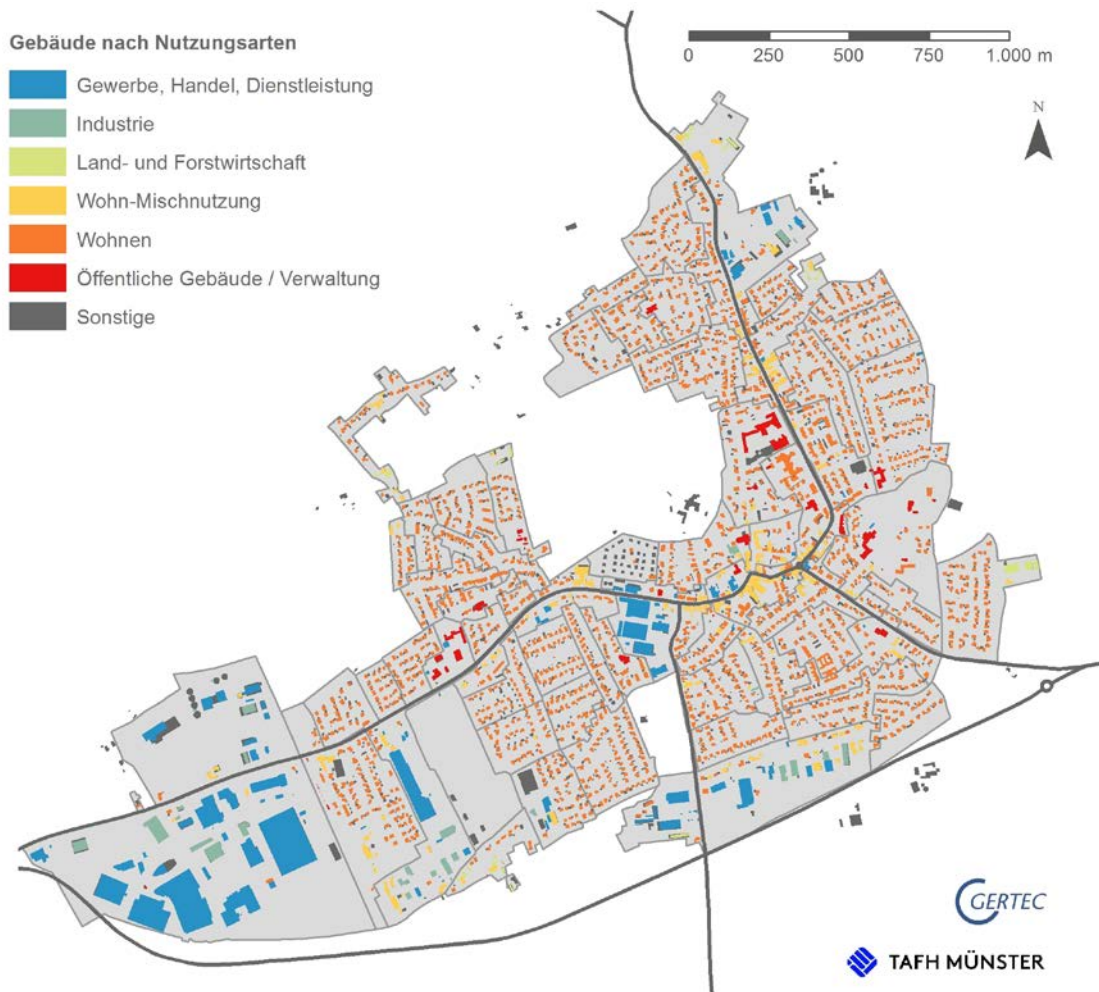 Gebäude nach Nutzungsarten
Gewerbe, Handel, Dienstleistung
Industrie
Land- und Forstwirtschaft
Wohn-Mischnutzung
Wohnen
Öffentliche Gebäude / Verwaltung
Sonstige
0 250 500 750 1.000 m
N
GERTEC
TAFH MÜNSTER